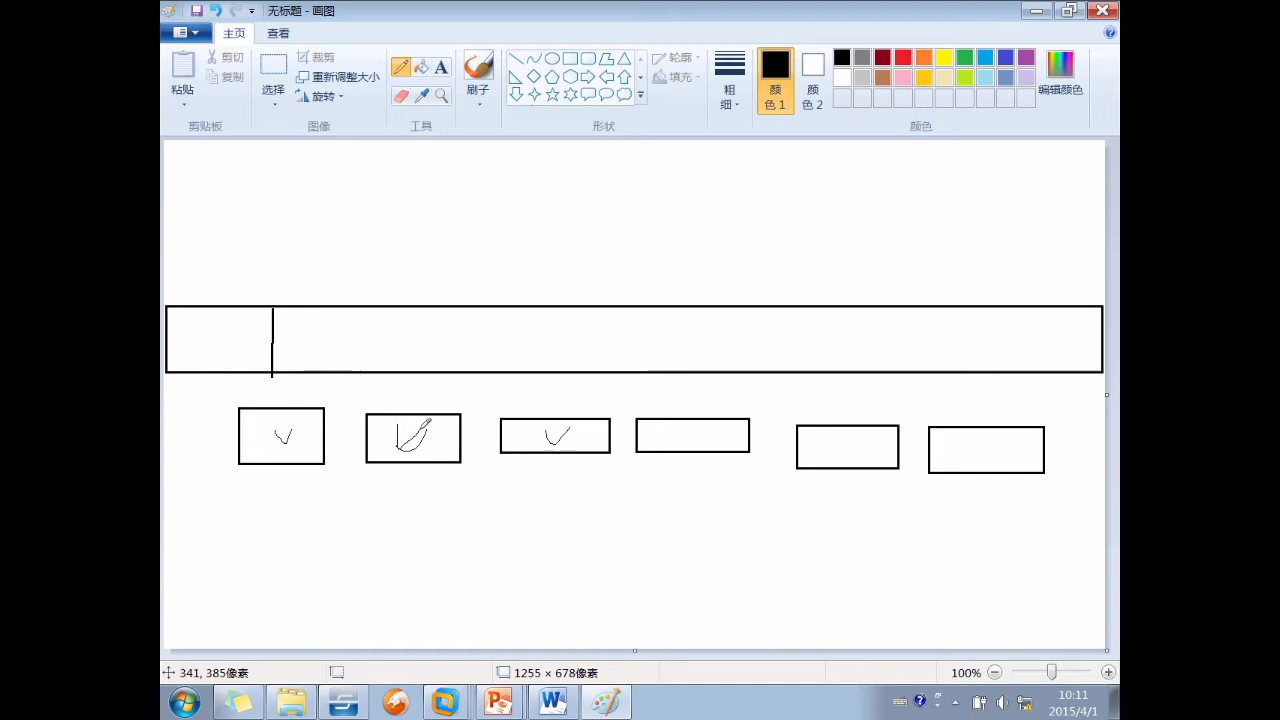 无标题 - 画图
主页
查看
粘贴
剪切
复制
剪贴板
选择
裁剪
重新调整大小
旋转
图像
A
工具
刷子
轮廓
填充
形状
粗
细
颜
色 1
颜
色 2
编辑颜色
颜色
341, 385像素
1255 × 678像素
100%
10:11
2015/4/1